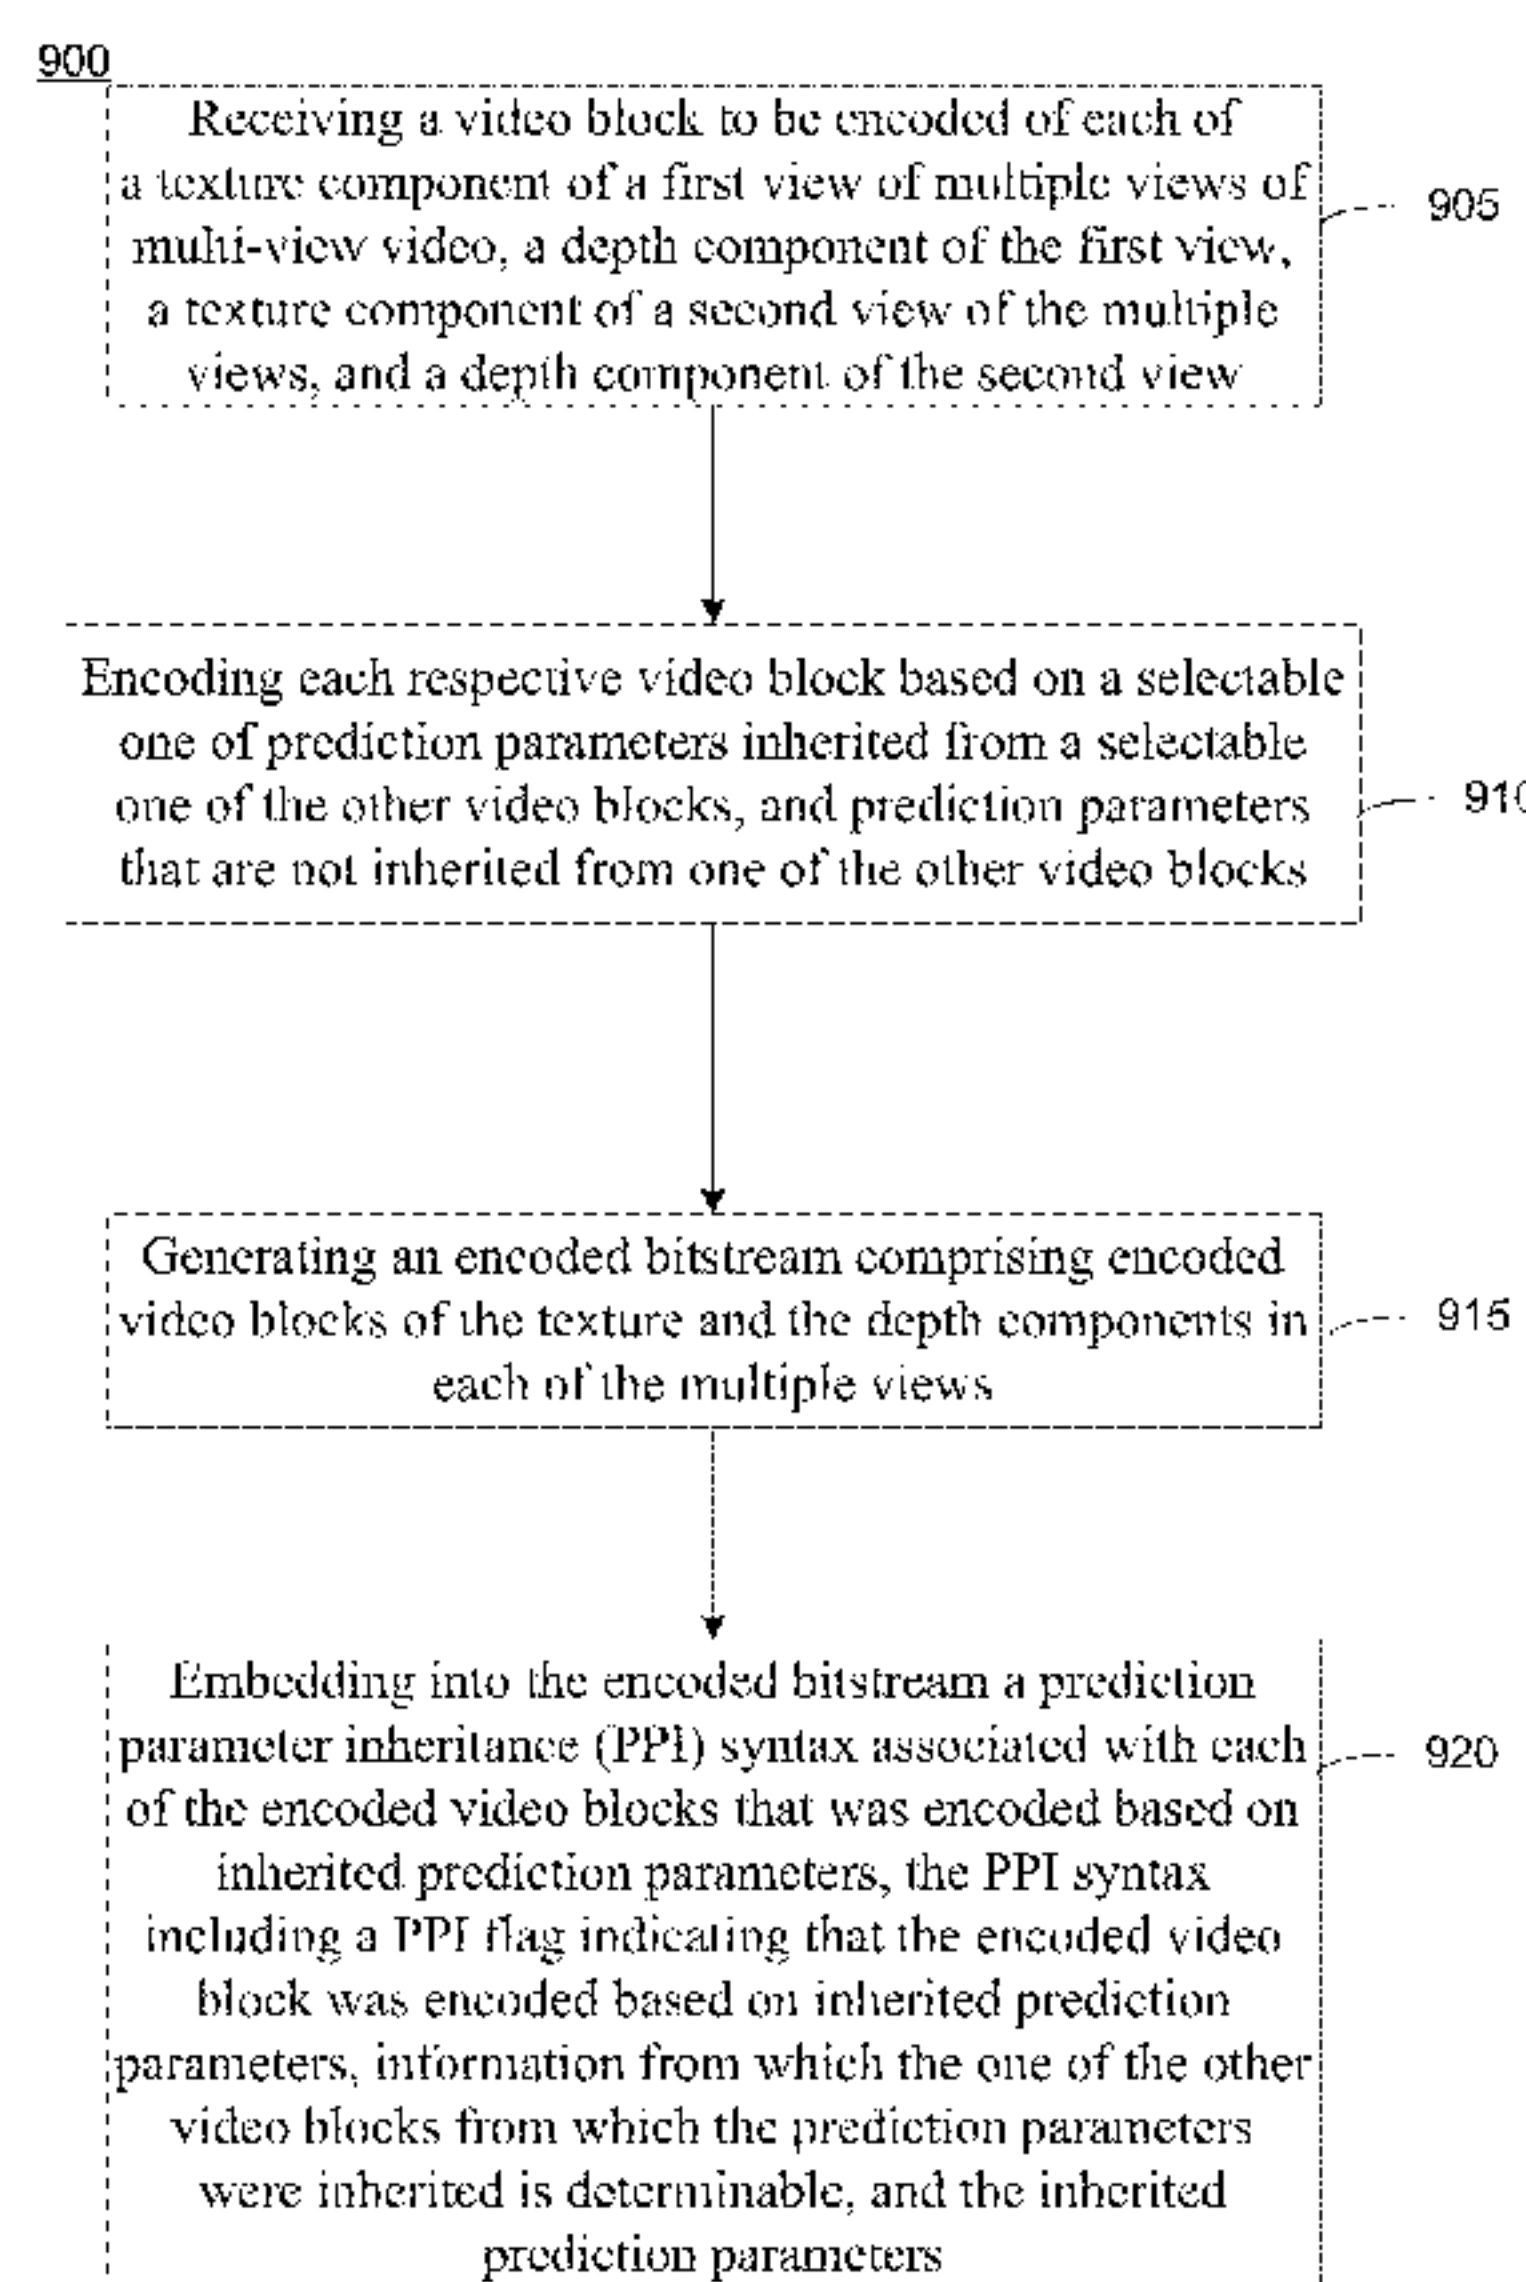 900
Receiving a video block to be encoded of each of
a texture component of a first view of multiple views of
multi-view video, a depth component of the first view,
a texture component of a second view of the multiple
views, and a depth component of the second view
905
Encoding each respective video block based on a selectable
one of prediction parameters inherited from a selectable
one of the other video blocks, and prediction parameters
that are not inherited from one of the other video blocks
910
Generating an encoded bitstream comprising encoded
video blocks of the texture and the depth components in
each of the multiple views
915
Embedding into the encoded bitstream a prediction
parameter inheritance (PPI) syntax associated with each
of the encoded video blocks that was encoded based on
inherited prediction parameters, the PPI syntax
including a PPI flag indicating that the encoded video
block was encoded based on inherited prediction
parameters, information from which the one of the other
video blocks from which the prediction parameters
were inherited is determinable, and the inherited
prediction parameters
920